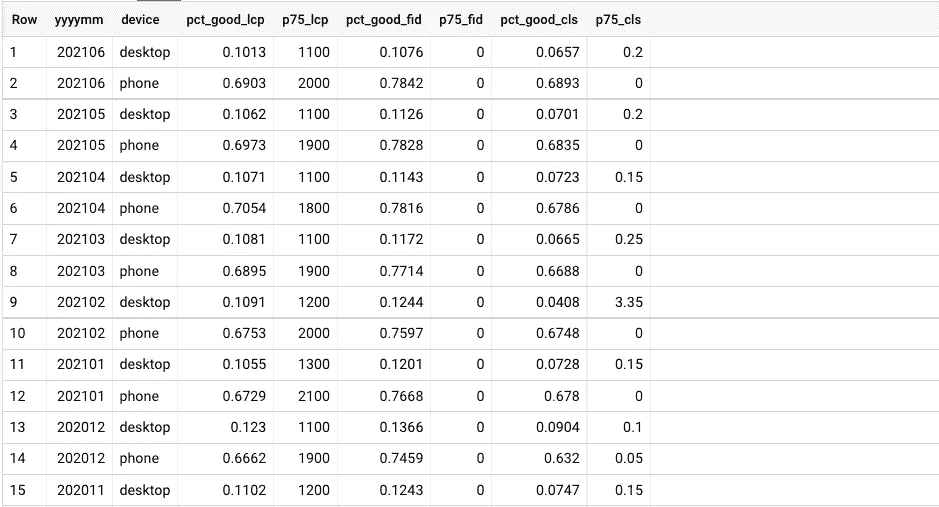 Row yyyymm device pct_good_lcp p75_lcp pct_good_fid p75_fid pct_good_cls p75_cls
1 202106 desktop 0.1013 1100 0.1076 0 0.0657 0.2
2 202106 phone 0.6903 2000 0.7842 0 0.6893 0
3 202105 desktop 0.1062 1100 0.1126 0 0.0701 0.2
4 202105 phone 0.6973 1900 0.7828 0 0.6835 0
5 202104 desktop 0.1071 1100 0.1143 0 0.0723 0.15
6 202104 phone 0.7054 1800 0.7816 0 0.6786 0
7 202103 desktop 0.1081 1100 0.1172 0 0.0665 0.25
8 202103 phone 0.6895 1900 0.7714 0 0.6688 0
9 202102 desktop 0.1091 1200 0.1244 0 0.0408 3.35
10 202102 phone 0.6753 2000 0.7597 0 0.6748 0
11 202101 desktop 0.1055 1300 0.1201 0 0.0728 0.15
12 202101 phone 0.6729 2100 0.7668 0 0.678 0
13 202012 desktop 0.123 1100 0.1366 0 0.0904 0.1
14 202012 phone 0.6662 1900 0.7459 0 0.632 0.05
15 202011 desktop 0.1102 1200 0.1243 0 0.0747 0.15